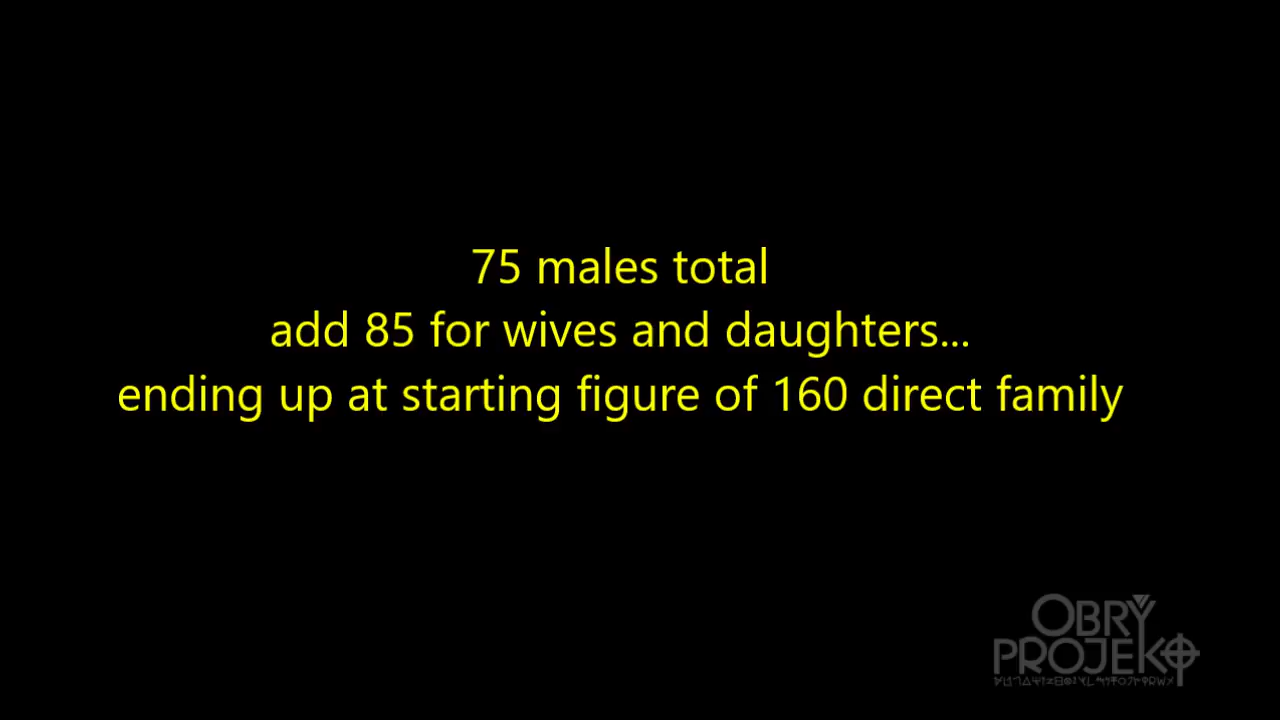 75 males total
add 85 for wives and daughters...
ending up at starting figure of 160 direct family
OBRY
PROJEKT